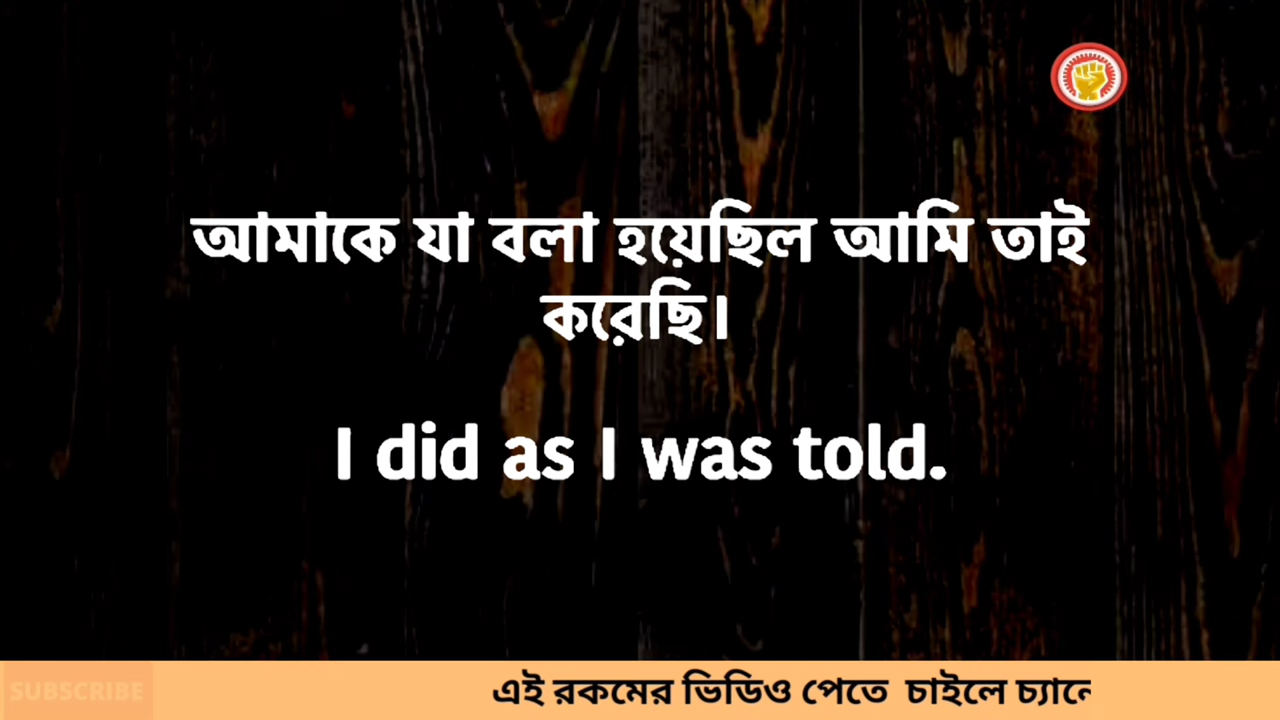 আমাকে যা বলা হয়েছিল আমি তাই
করেছি।
I did as I was told.
SUBSCRIBE
এই রকমের ভিডিও পেতে চাইলে